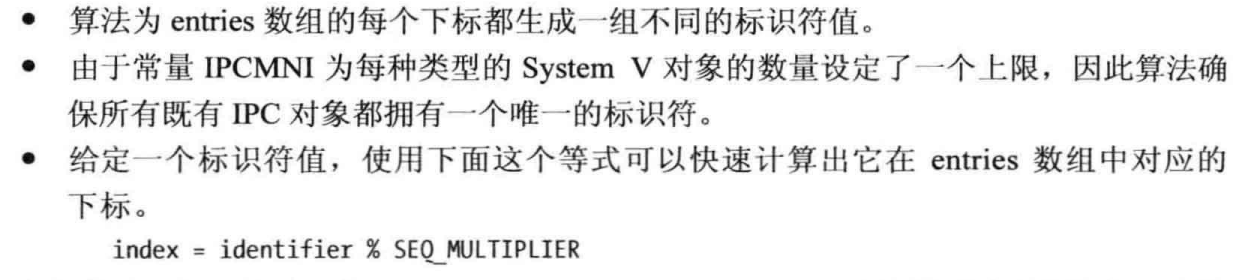 • 算法为 entries 数组的每个下标都生成一组不同的标识符值。
• 由于常量 IPCMNI 为每种类型的 System V 对象的数量设定了一个上限，因此算法确
保所有既有 IPC 对象都拥有一个唯一的标识符。
• 给定一个标识符值，使用下面这个等式可以快速计算出它在 entries 数组中对应的
下标。
index = identifier % SEQ_MULTIPLIER